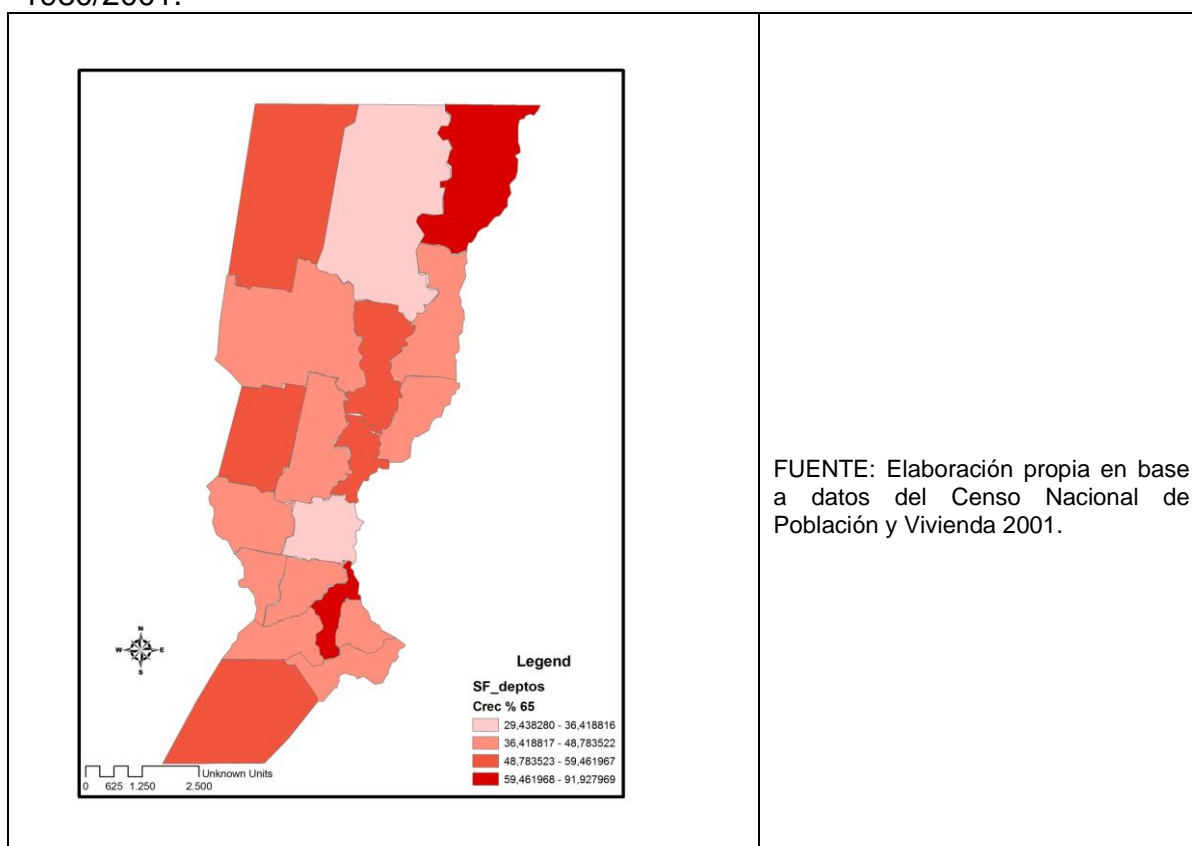 N
W E
S
Legend
SF_deptos
Crec % 65
29,438280 - 36,418816
36,418817 - 48,783522
48,783523 - 59,461967
59,461968 - 91,927969
Unknown Units
0 625 1.250 2.500
FUENTE: Elaboración propia en base
a datos del Censo Nacional de
Población y Vivienda 2001.